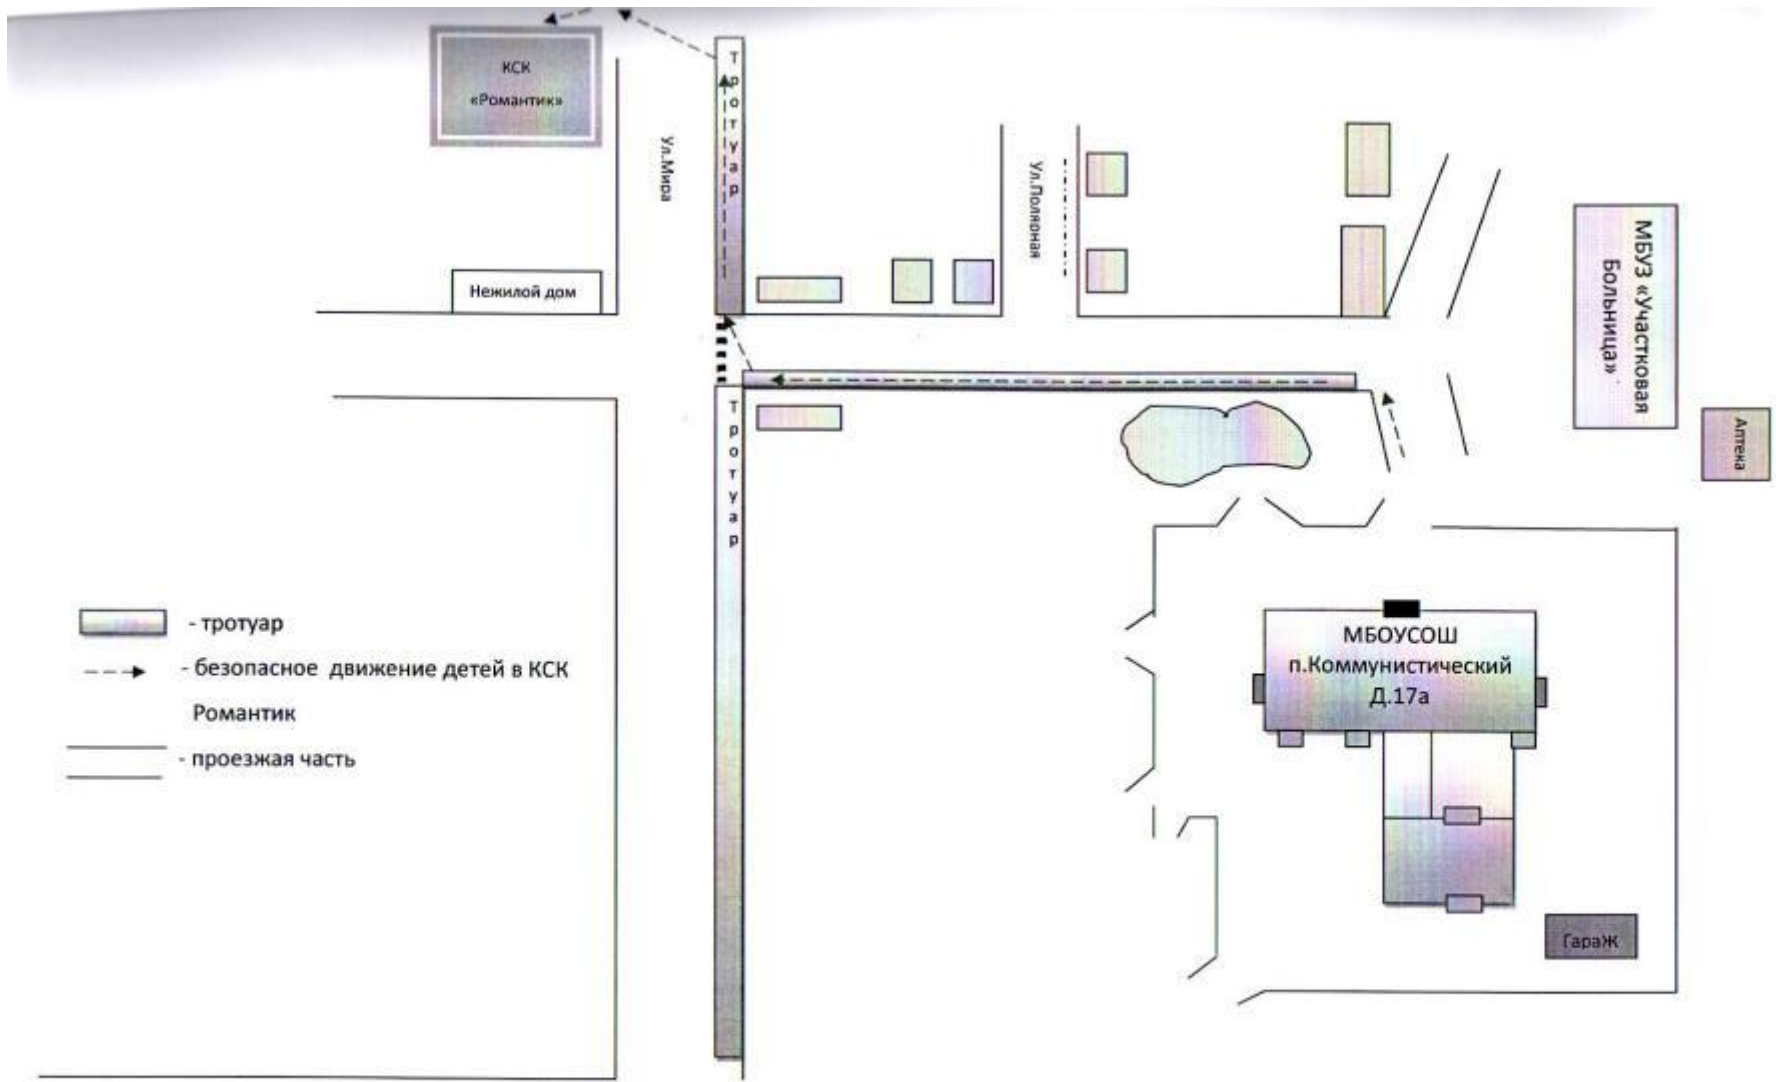 КСК
«Романтик»
Тротуар
Ул.Мира
Ул.Полярная
Нежилой дом
МБУЗ «Участковая
Больница»
Аптека
Тротуар
МБОУСОШ
п.Коммунистический
Д.17а
ГараЖ
- тротуар
- безопасное движение детей в КСК
Романтик
- проезжая часть